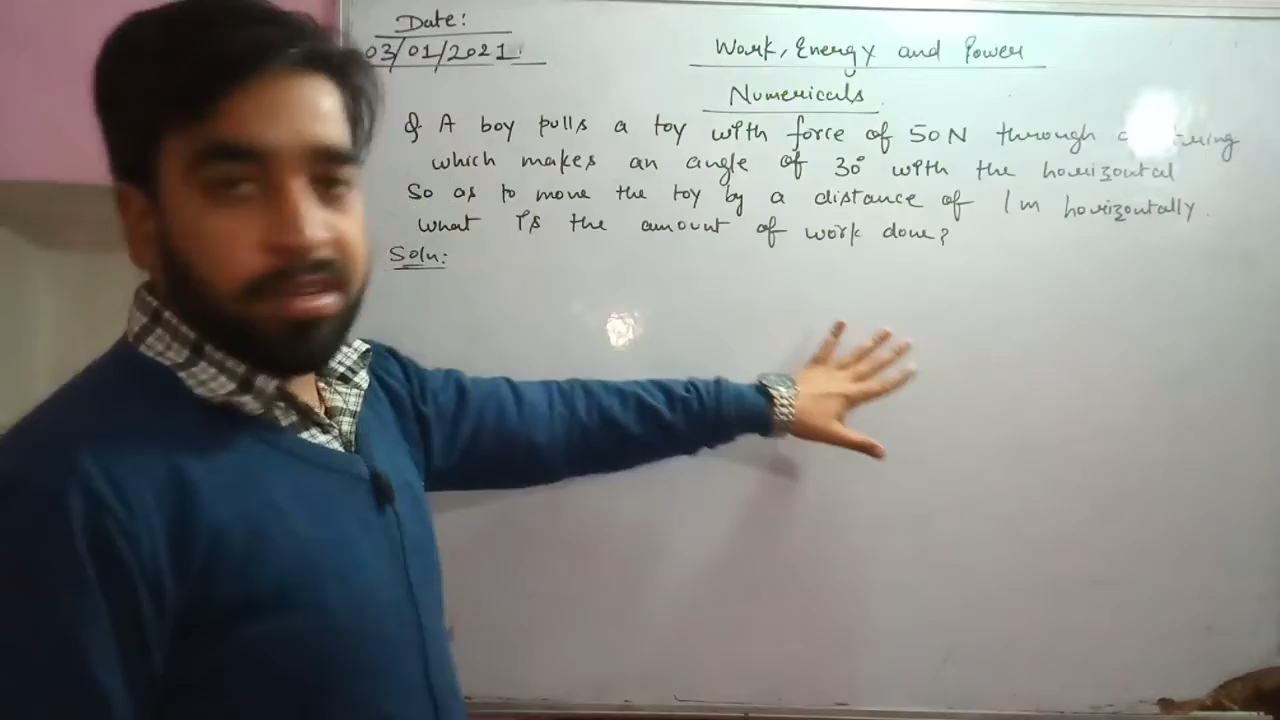 Date:
03/01/2021.
Work, Energy and Power
Numericals
Q A boy pulls a toy with force of 50N through
which makes an angle of 30° with the horizontal
So as to move the toy by a distance of 1m horizontally.
what is the amount of work done?
Soln: